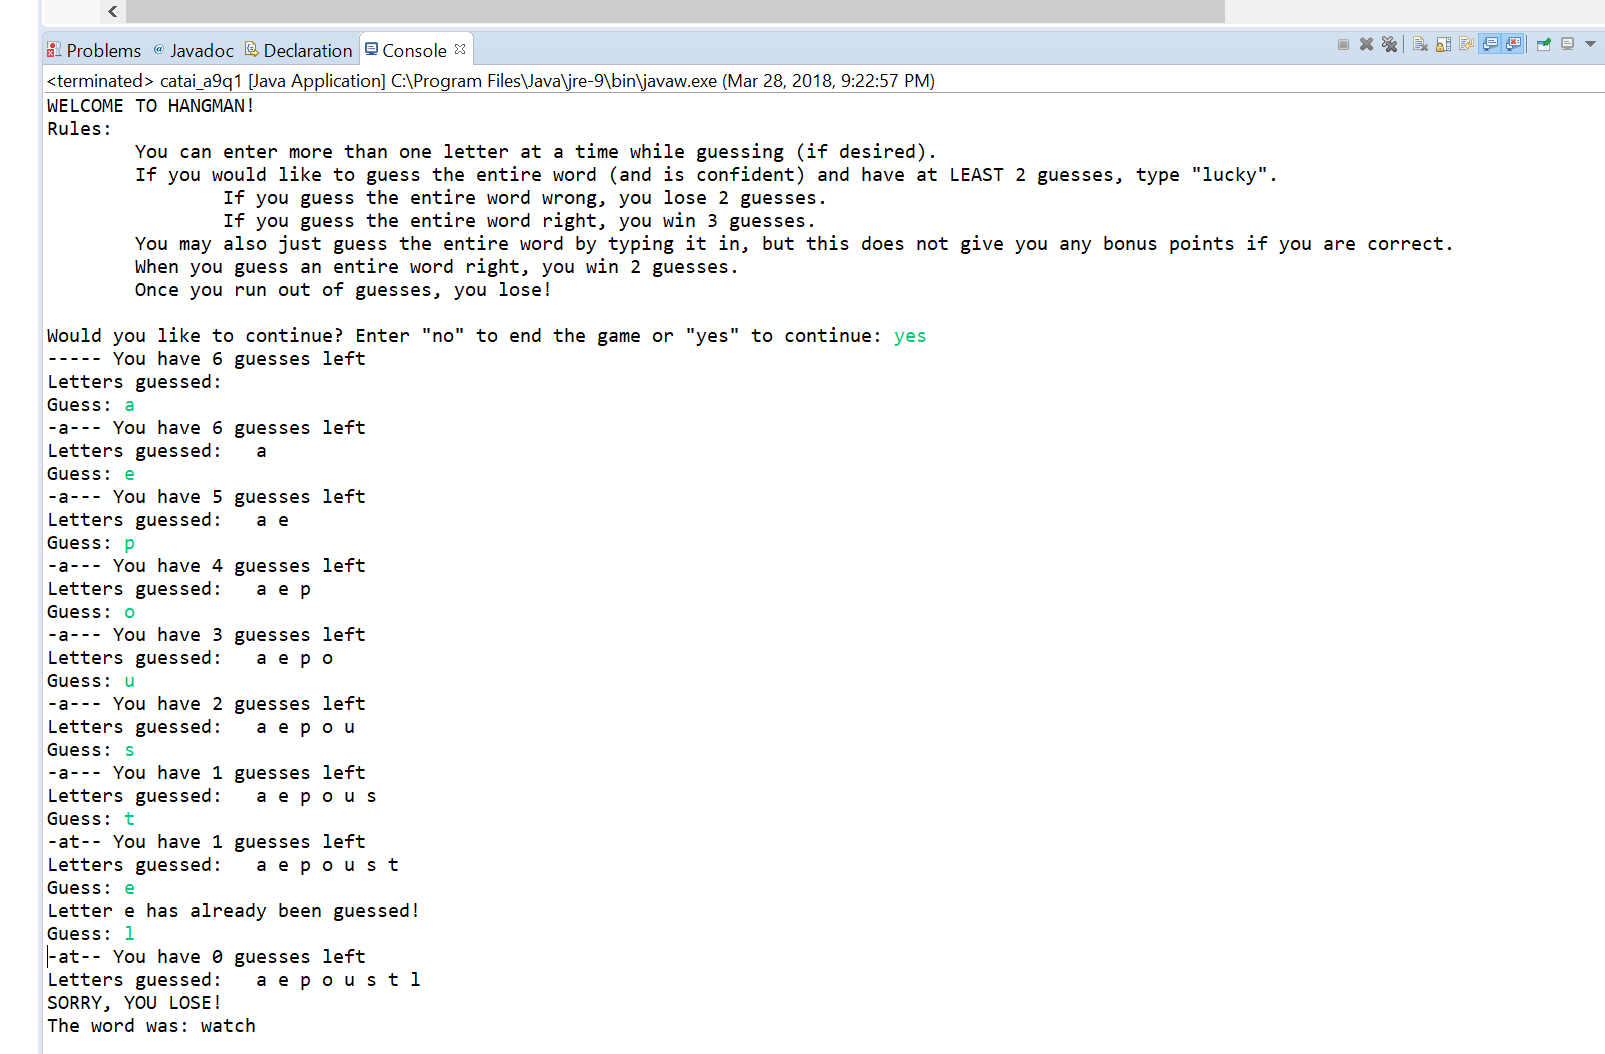 Problems @ Javadoc Declaration Console
<terminated> catai_a9q1 [Java Application] C:\Program Files\Java\jre-9\bin\javaw.exe (Mar 28, 2018, 9:22:57 PM)
WELCOME TO HANGMAN!
Rules:
You can enter more than one letter at a time while guessing (if desired).
If you would like to guess the entire word (and is confident) and have at LEAST 2 guesses, type "lucky".
If you guess the entire word wrong, you lose 2 guesses.
If you guess the entire word right, you win 3 guesses.
You may also just guess the entire word by typing it in, but this does not give you any bonus points if you are correct.
When you guess an entire word right, you win 2 guesses.
Once you run out of guesses, you lose!
Would you like to continue? Enter "no" to end the game or "yes" to continue: yes
----- You have 6 guesses left
Letters guessed:
Guess: a
-a--- You have 6 guesses left
Letters guessed:   a
Guess: e
-a--- You have 5 guesses left
Letters guessed:   a e
Guess: p
-a--- You have 4 guesses left
Letters guessed:   a e p
Guess: o
-a--- You have 3 guesses left
Letters guessed:   a e p o
Guess: u
-a--- You have 2 guesses left
Letters guessed:   a e p o u
Guess: s
-a--- You have 1 guesses left
Letters guessed:   a e p o u s
Guess: t
-at-- You have 1 guesses left
Letters guessed:   a e p o u s t
Guess: e
Letter e has already been guessed!
Guess: l
-at-- You have 0 guesses left
Letters guessed:   a e p o u s t l
SORRY, YOU LOSE!
The word was: watch